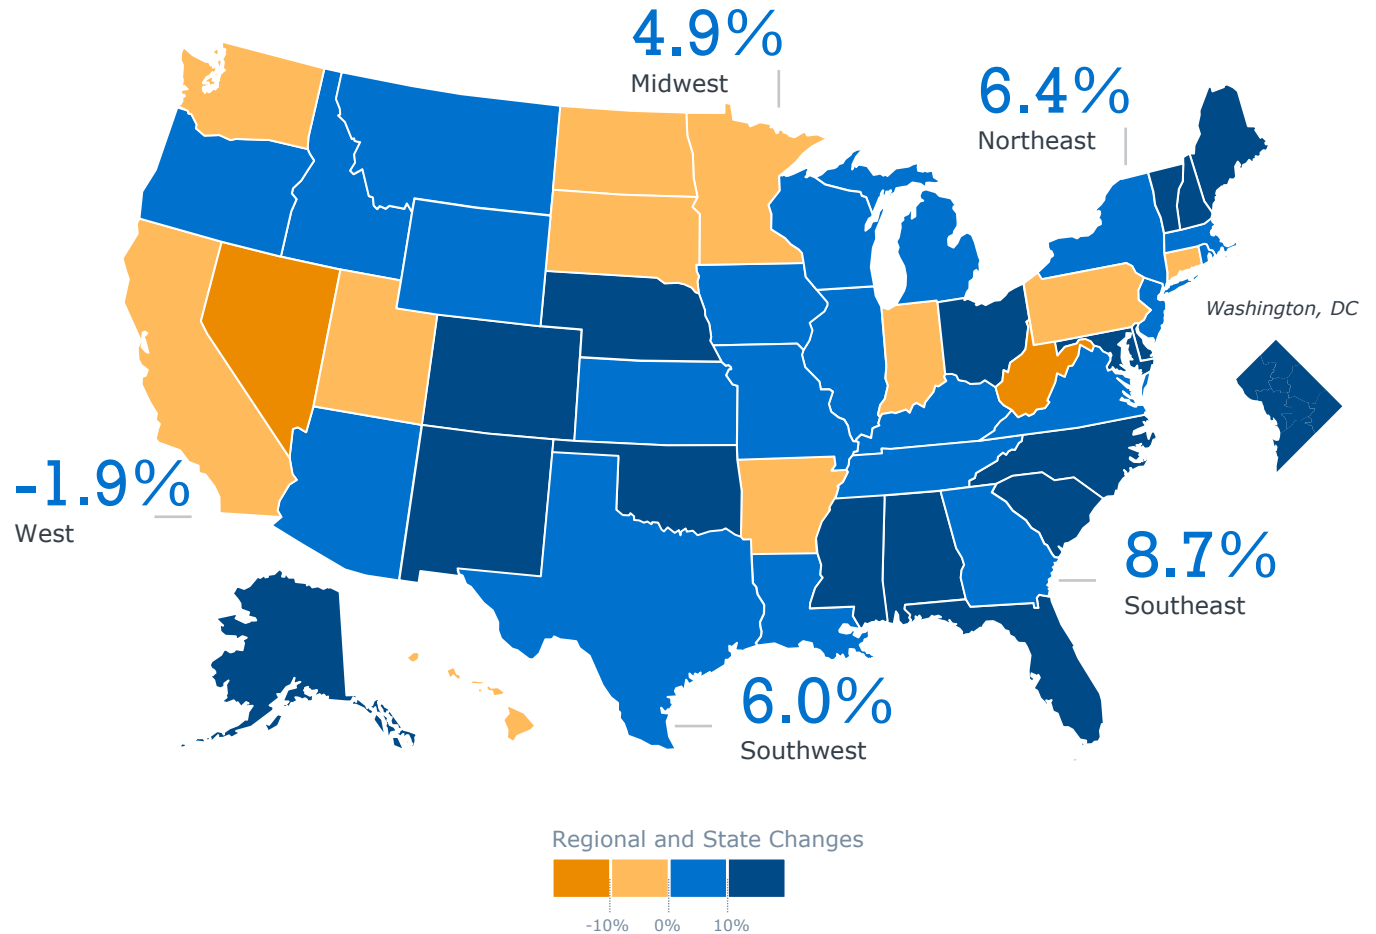 4.9%
Midwest
6.4%
Northeast
Washington, DC
-1.9%
West
8.7%
Southeast
6.0%
Southwest
Regional and State Changes
-10% 0% 10%